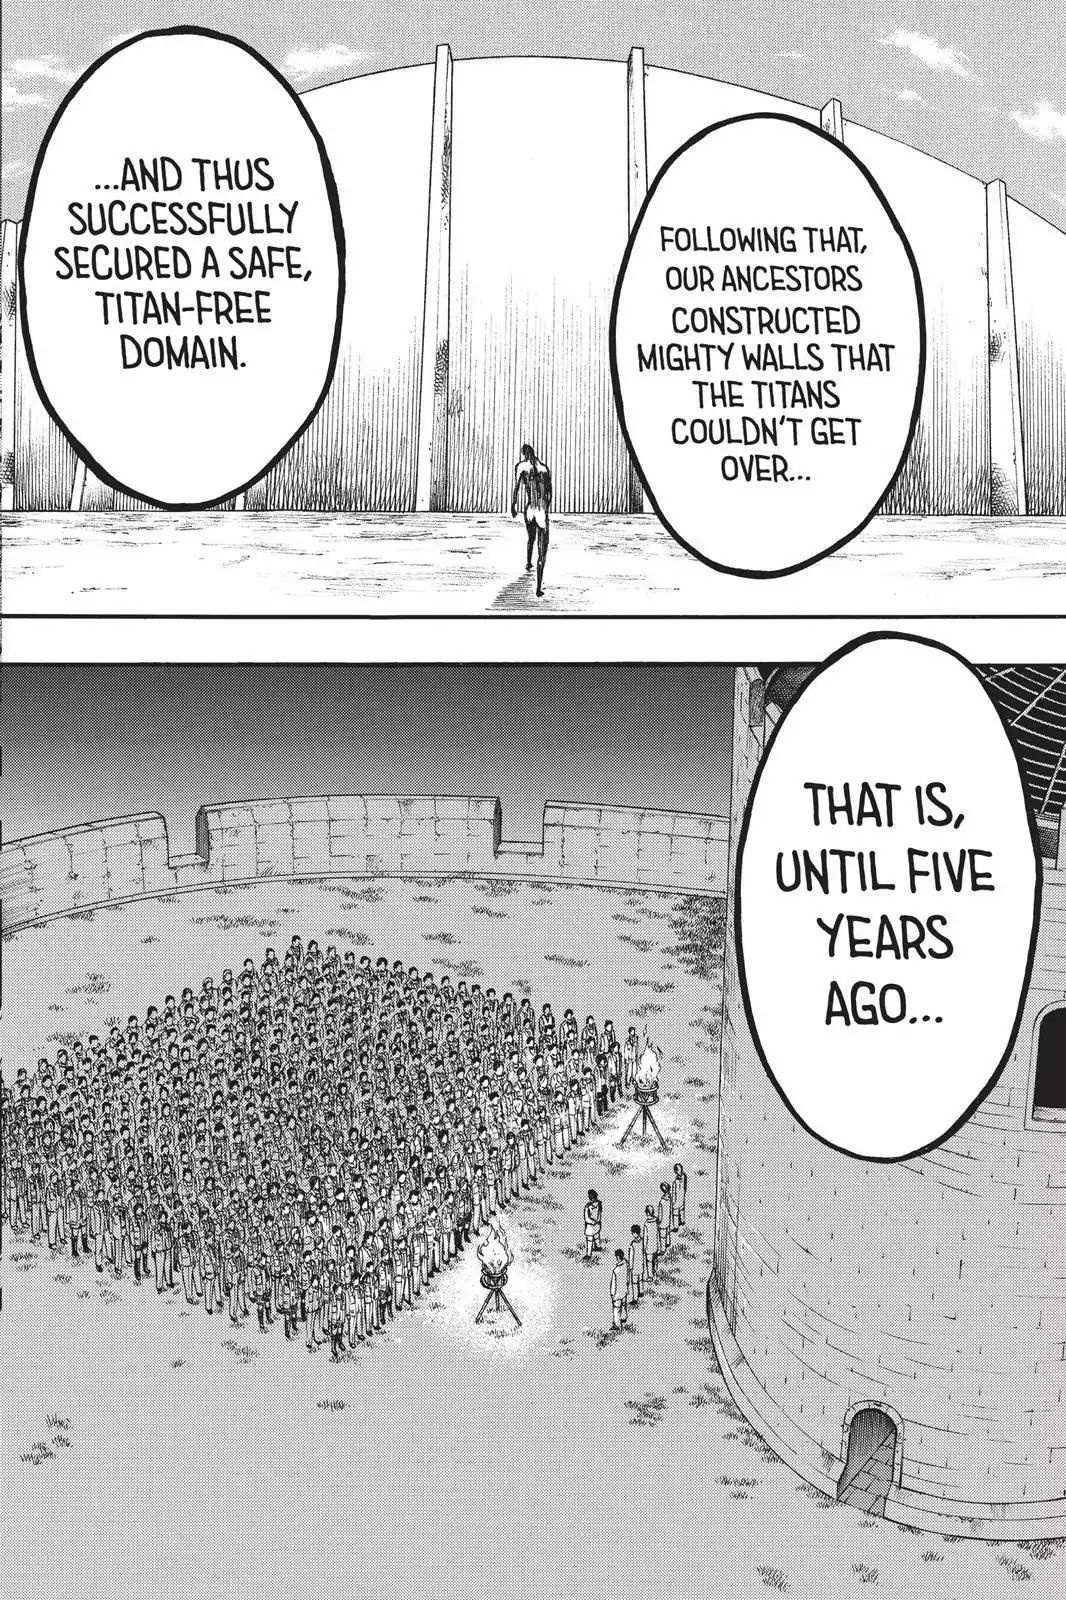 FOLLOWING THAT,
OUR ANCESTORS
CONSTRUCTED
MIGHTY WALLS THAT
THE TITANS
COULDN'T GET
OVER...
...AND THUS
SUCCESSFULLY
SECURED A SAFE,
TITAN-FREE
DOMAIN.
THAT IS,
UNTIL FIVE
YEARS
AGO...